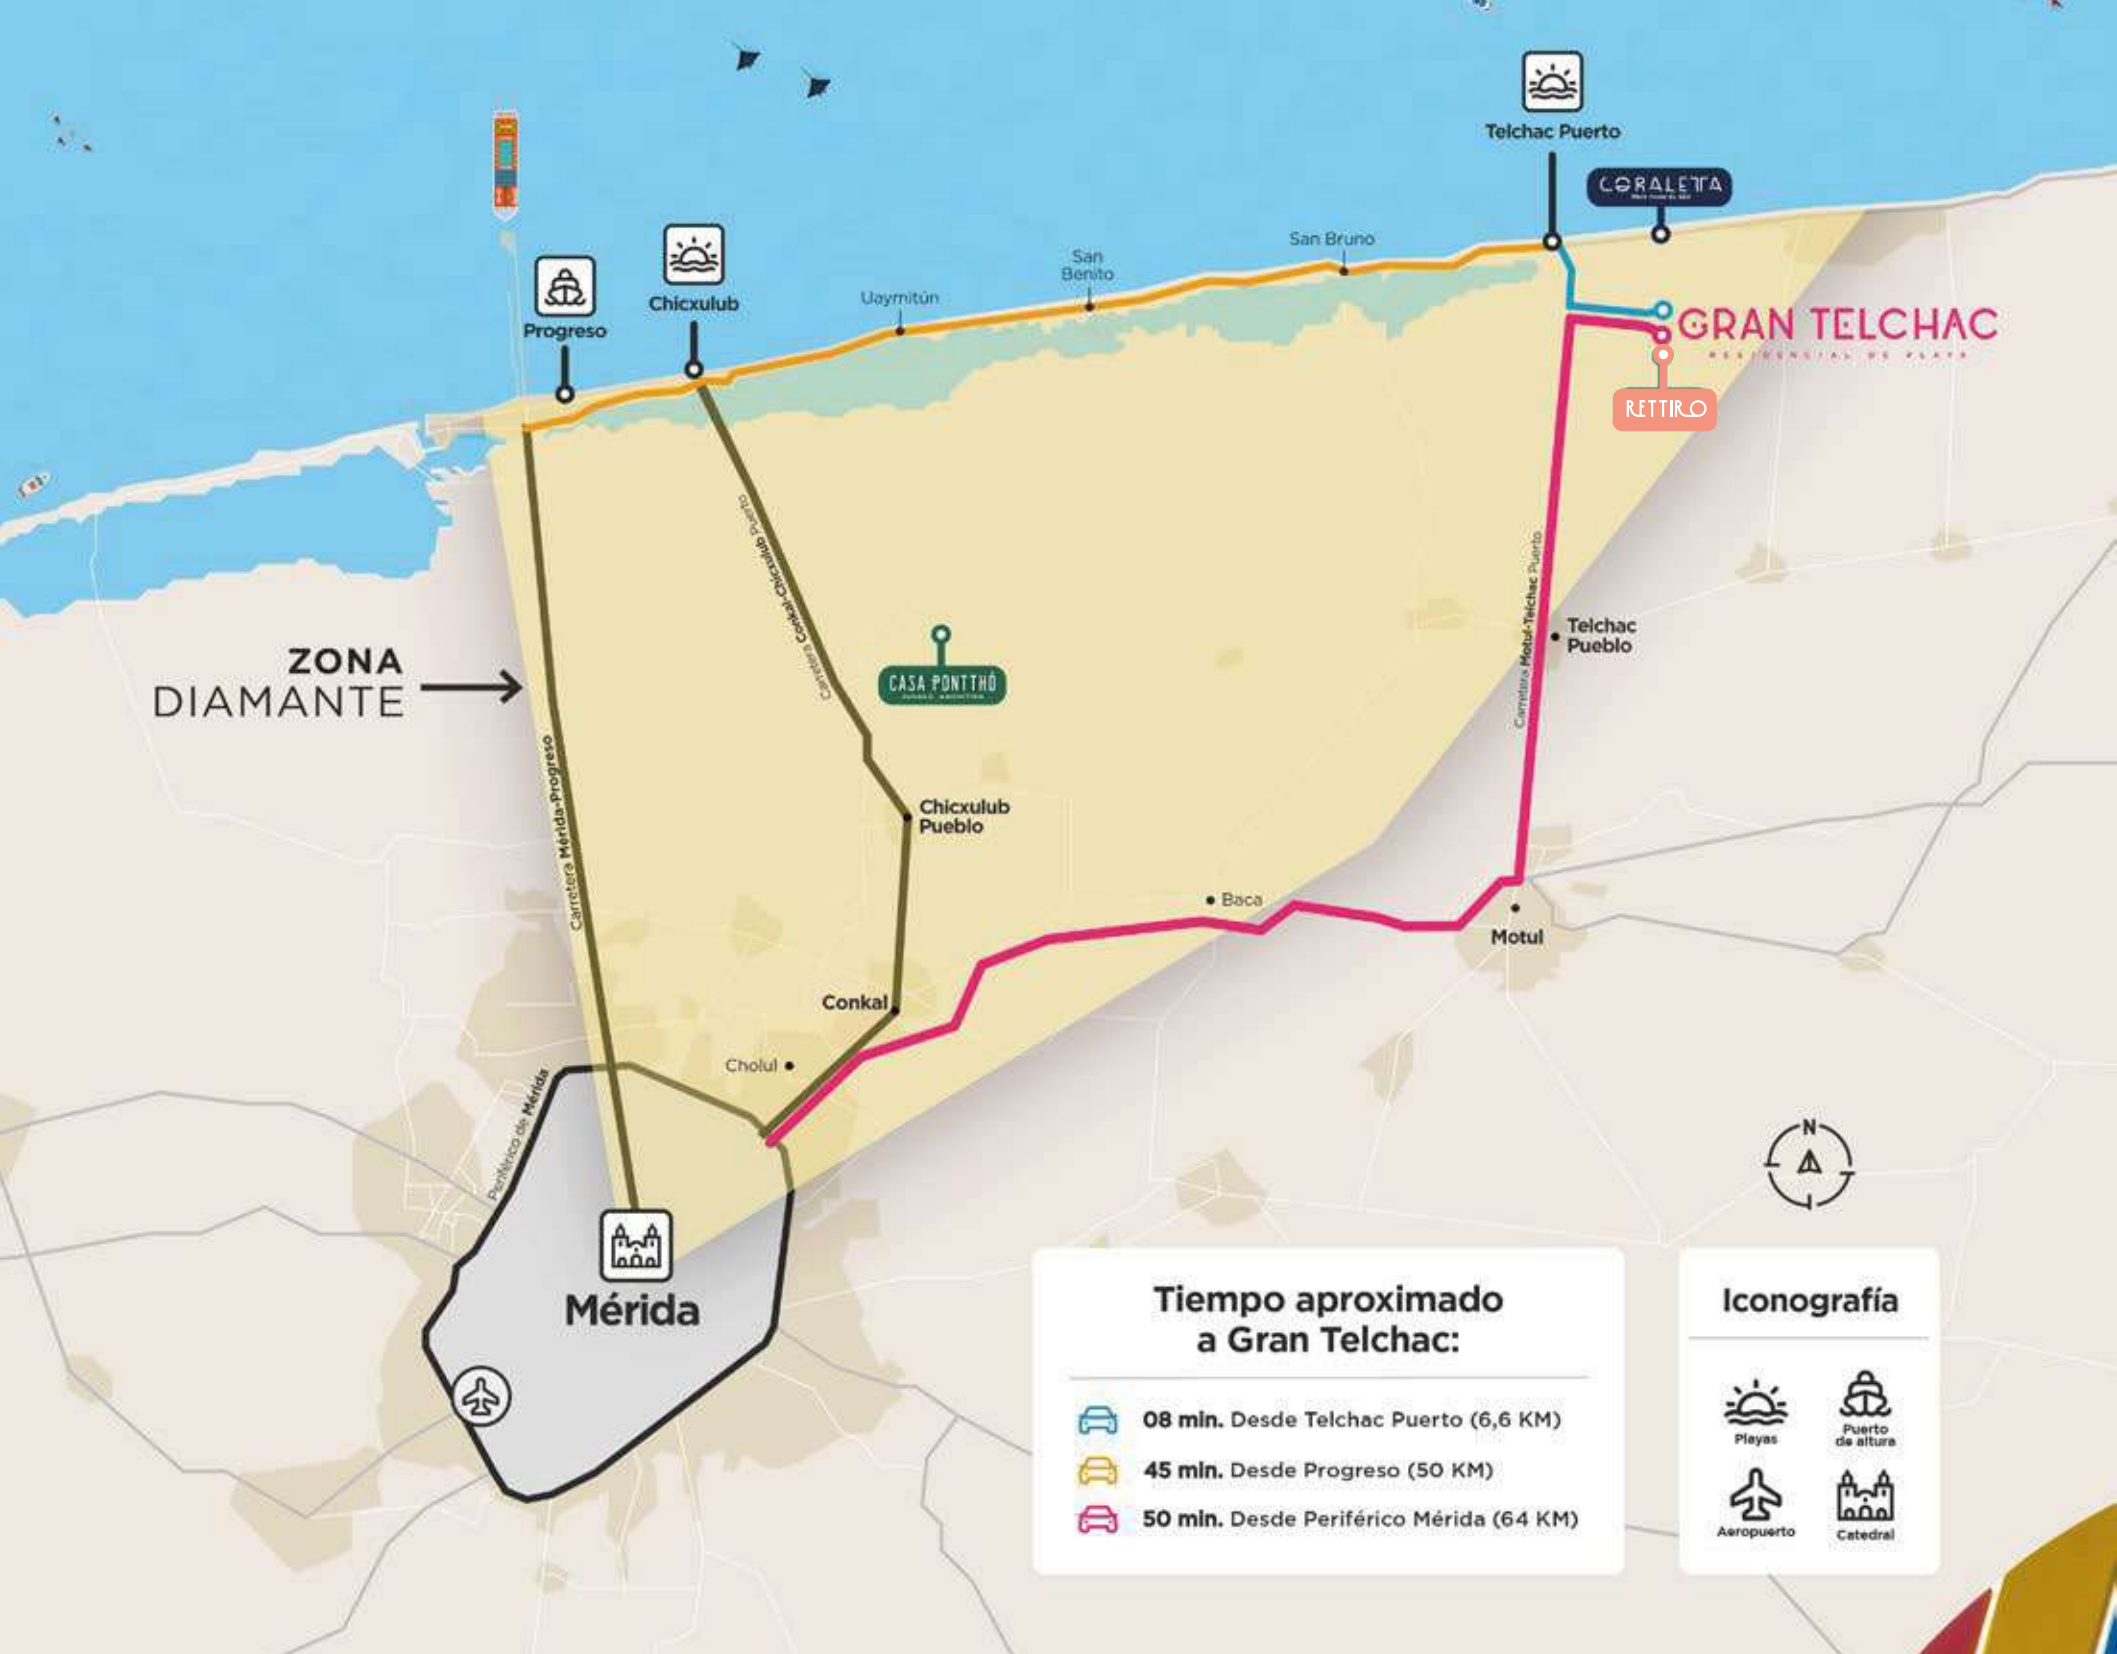 Telchac Puerto
CORALETTA
San Bruno
San
Benito
Uaymitún
Chicxulub
Progreso
GRAN TELCHAC
RESIDENCIAL DE PLAYA
RETTIRO
Carretera Conkal-Chicxulub Puerto
Carretera Motul-Telchac Puerto
Telchac
Pueblo
ZONA
DIAMANTE
CASA PONTTHÓ
Carretera Mérida-Progreso
Chicxulub
Pueblo
Baca
Motul
Conkal
Cholul
Periférico de Mérida
N
Mérida
Tiempo aproximado
a Gran Telchac:
08 min. Desde Telchac Puerto (6,6 KM)
45 min. Desde Progreso (50 KM)
50 min. Desde Periférico Mérida (64 KM)
Iconografía
Playas
Puerto
de altura
Aeropuerto
Catedral